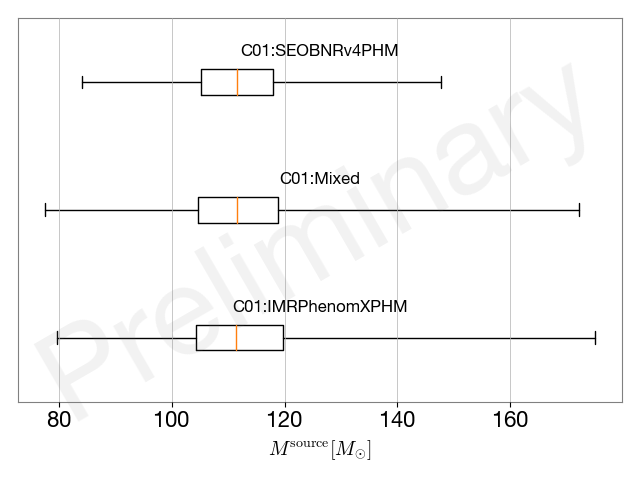 C01:SEOBNRv4PHM
C01:Mixed
C01:IMRPhenomXPHM
Preliminary
80 100 120 140 160
M^source[M_⊙]